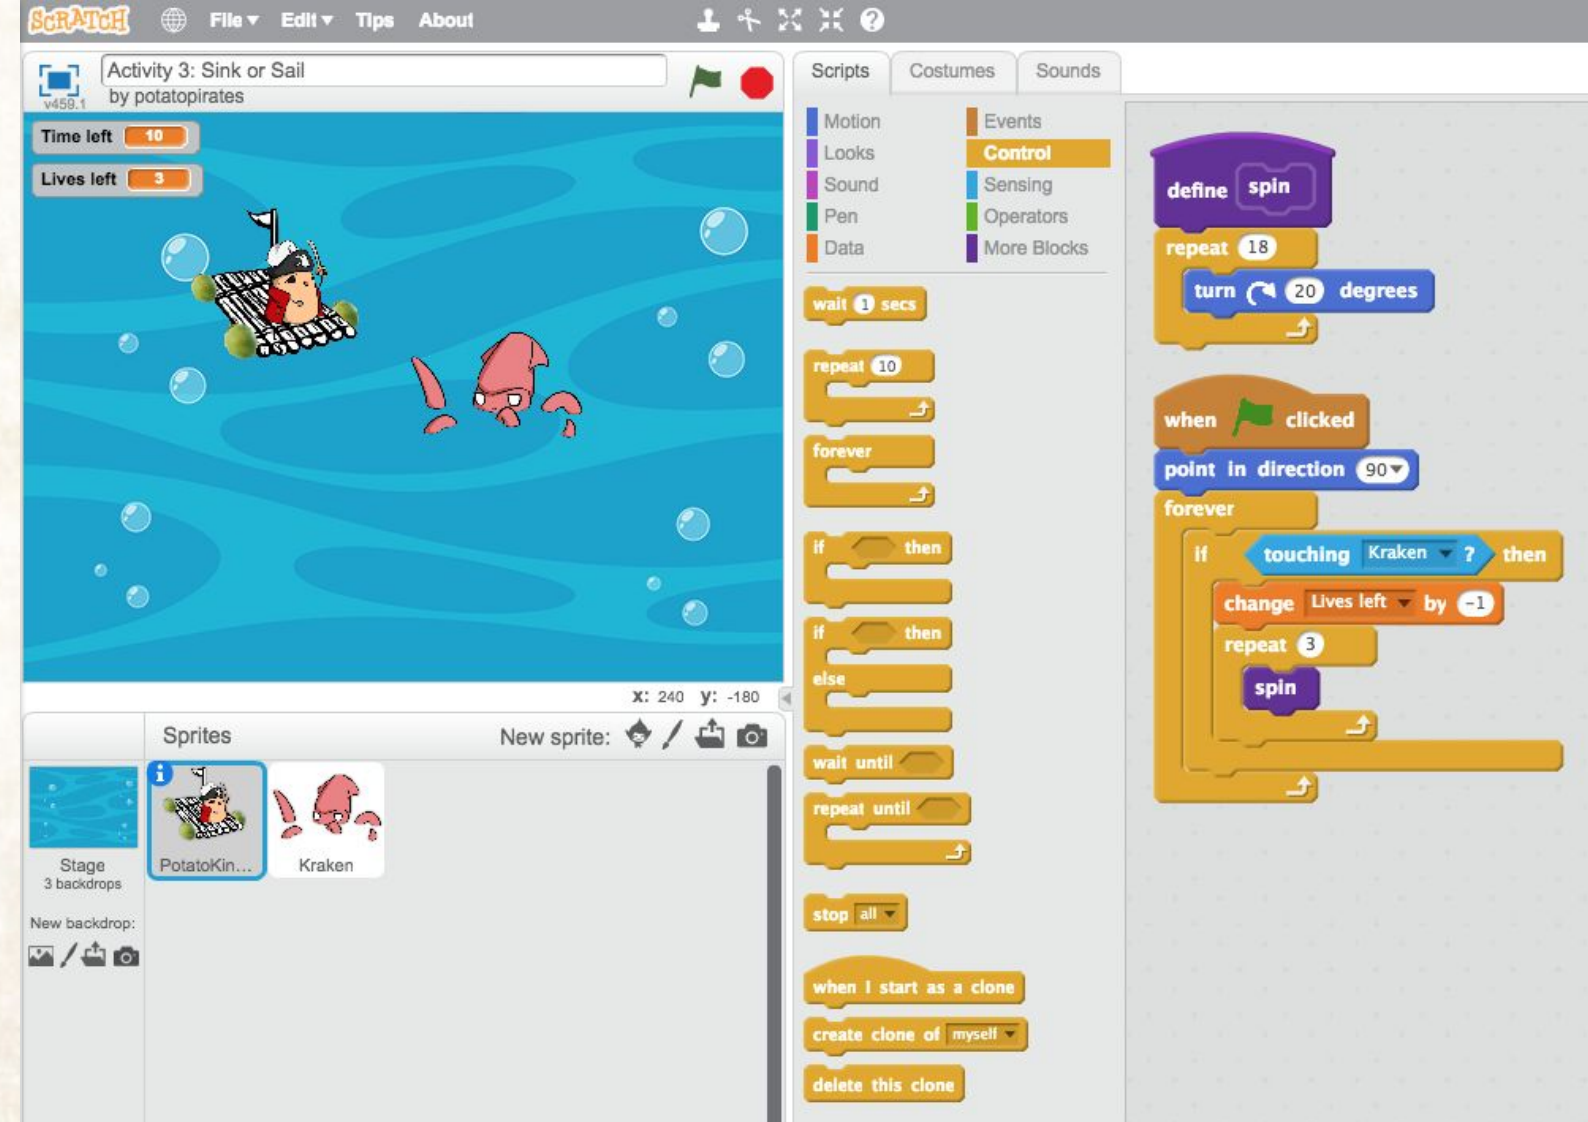 SCRATCH File Edit Tips About
Activity 3: Sink or Sail
by potatopirates
v459.1
Time left 10
Lives left 3
x: 240 y: -180
Sprites New sprite:
Stage
3 backdrops
New backdrop:
PotatoKin...
Kraken
Scripts Costumes Sounds
Motion Events
Looks Control
Sound Sensing
Pen Operators
Data More Blocks
wait 1 secs
repeat 10
forever
if then
if then
else
wait until
repeat until
stop all
when I start as a clone
create clone of myself
delete this clone
define spin
repeat 18
turn 20 degrees
when clicked
point in direction 90
forever
if touching Kraken ? then
change Lives left by -1
repeat 3
spin